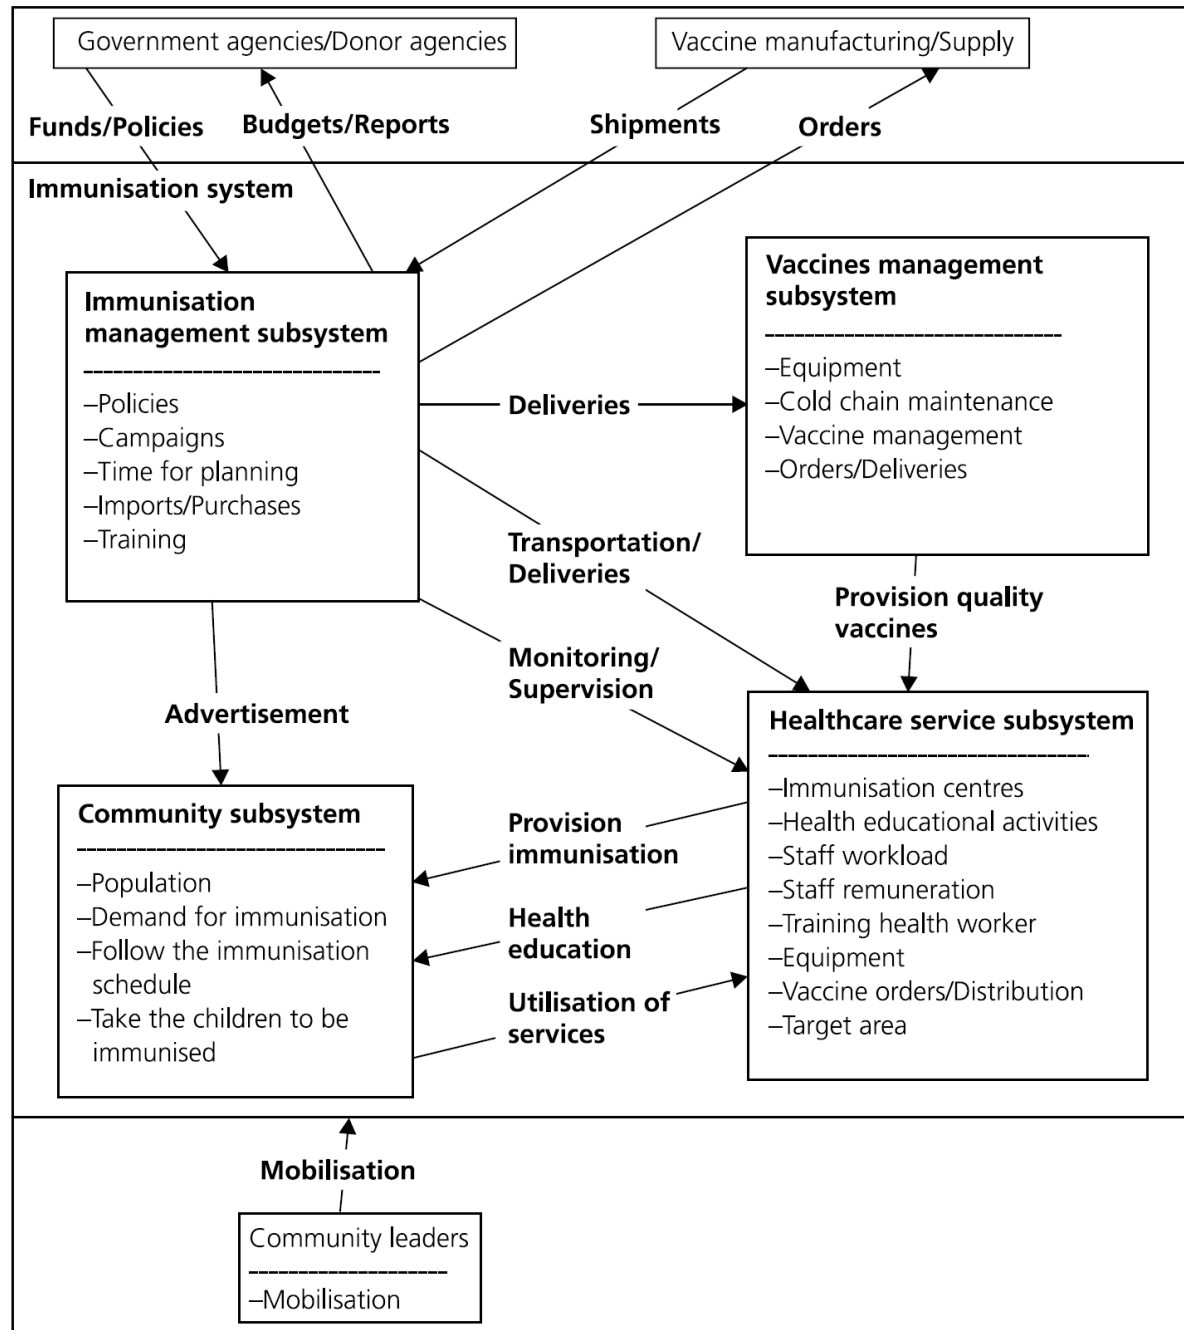 Government agencies/Donor agencies
Vaccine manufacturing/Supply
Funds/Policies
Budgets/Reports
Shipments
Orders
Immunisation system
Immunisation
management subsystem
–Policies
–Campaigns
–Time for planning
–Imports/Purchases
–Training
Deliveries
Vaccines management
subsystem
–Equipment
–Cold chain maintenance
–Vaccine management
–Orders/Deliveries
Transportation/
Deliveries
Provision quality
vaccines
Monitoring/
Supervision
Advertisement
Healthcare service subsystem
–Immunisation centres
–Health educational activities
–Staff workload
–Staff remuneration
–Training health worker
–Equipment
–Vaccine orders/Distribution
–Target area
Community subsystem
–Population
–Demand for immunisation
–Follow the immunisation
schedule
–Take the children to be
immunised
Provision
immunisation
Health
education
Utilisation of
services
Mobilisation
Community leaders
–Mobilisation